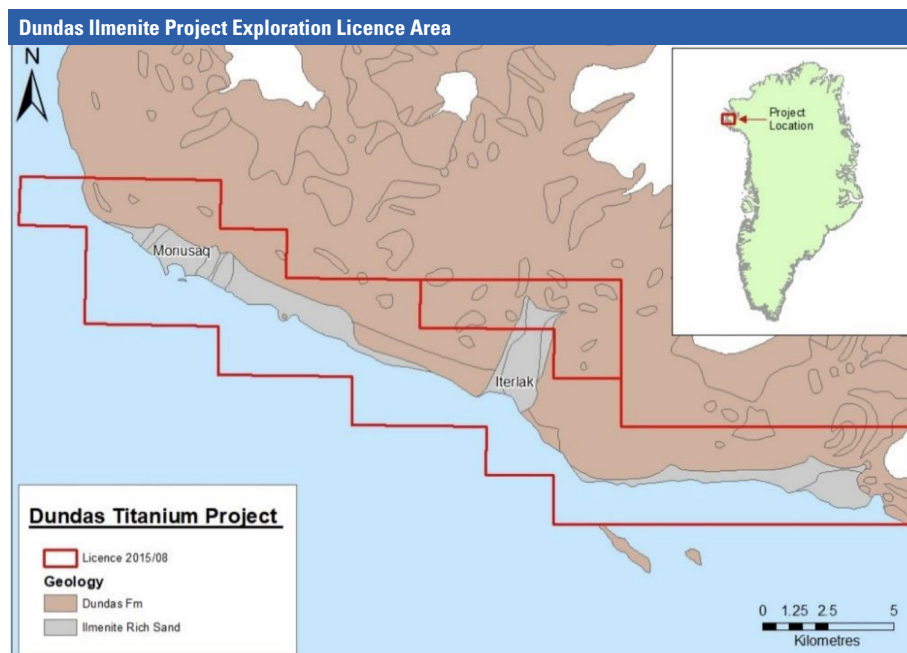 Dundas Ilmenite Project Exploration Licence Area
N
Project
Location
Moriusaq
Iterlak
Dundas Titanium Project
Licence 2015/08
Geology
Dundas Fm
Ilmenite Rich Sand
0 1.25 2.5 5
Kilometres